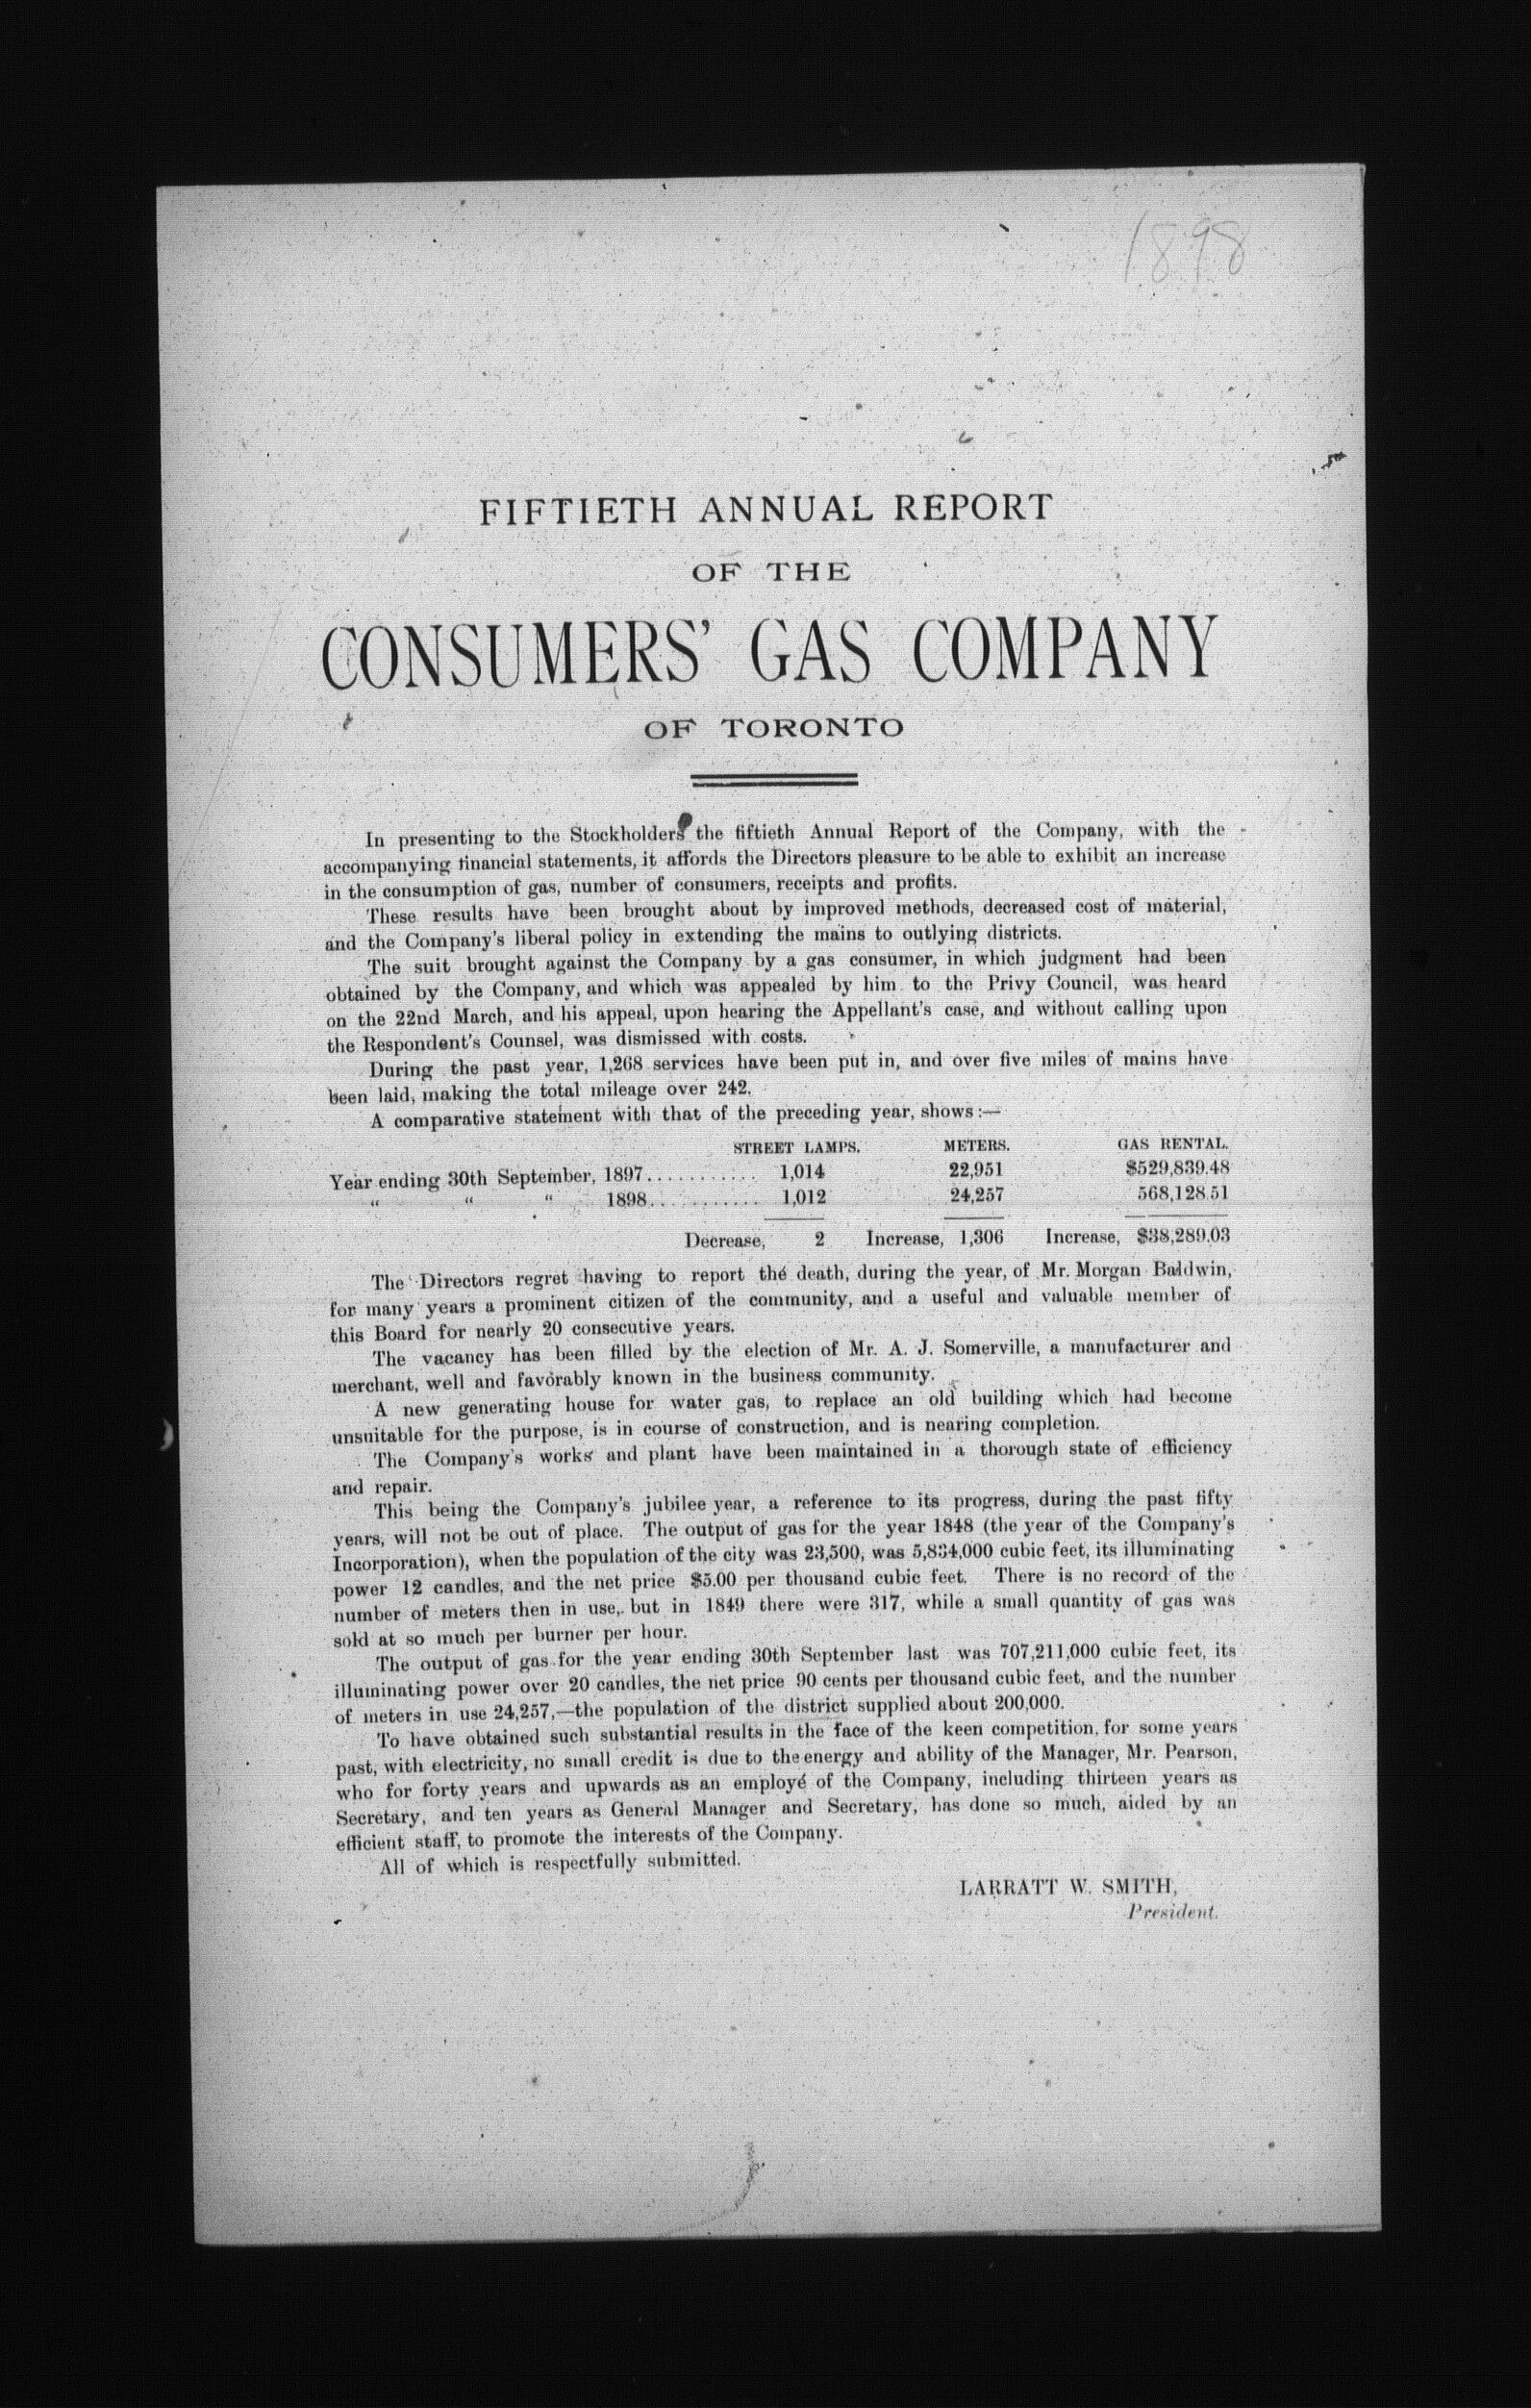 1898
FIFTIETH ANNUAL REPORT
OF THE
CONSUMERS' GAS COMPANY
OF TORONTO
In presenting to the Stockholders the fiftieth Annual Report of the Company, with the
accompanying financial statements, it affords the Directors pleasure to be able to exhibit an increase
in the consumption of gas, number of consumers, receipts and profits.
These results have been brought about by improved methods, decreased cost of material,
and the Company's liberal policy in extending the mains to outlying districts.
The suit brought against the Company by a gas consumer, in which judgment had been
obtained by the Company, and which was appealed by him to the Privy Council, was heard
on the 22nd March, and his appeal, upon hearing the Appellant's case, and without calling upon
the Respondent's Counsel, was dismissed with costs.
During the past year, 1,268 services have been put in, and over five miles of mains have
been laid, making the total mileage over 242.
A comparative statement with that of the preceding year, shows:—
STREET LAMPS. METERS. GAS RENTAL.
Year ending 30th September, 1897........... 1,014 22,951 $529,839.48
" " " 1898........... 1,012 24,257 568,128.51
Decrease, 2 Increase, 1,306 Increase, $38,289.03
The Directors regret having to report the death, during the year, of Mr. Morgan Baldwin,
for many years a prominent citizen of the community, and a useful and valuable member of
this Board for nearly 20 consecutive years.
The vacancy has been filled by the election of Mr. A. J. Somerville, a manufacturer and
merchant, well and favorably known in the business community.
A new generating house for water gas, to replace an old building which had become
unsuitable for the purpose, is in course of construction, and is nearing completion.
The Company's works and plant have been maintained in a thorough state of efficiency
and repair.
This being the Company's jubilee year, a reference to its progress, during the past fifty
years, will not be out of place. The output of gas for the year 1848 (the year of the Company's
Incorporation), when the population of the city was 23,500, was 5,834,000 cubic feet, its illuminating
power 12 candles, and the net price $5.00 per thousand cubic feet. There is no record of the
number of meters then in use, but in 1849 there were 317, while a small quantity of gas was
sold at so much per burner per hour.
The output of gas for the year ending 30th September last was 707,211,000 cubic feet, its
illuminating power over 20 candles, the net price 90 cents per thousand cubic feet, and the number
of meters in use 24,257,—the population of the district supplied about 200,000.
To have obtained such substantial results in the face of the keen competition, for some years
past, with electricity, no small credit is due to the energy and ability of the Manager, Mr. Pearson,
who for forty years and upwards as an employé of the Company, including thirteen years as
Secretary, and ten years as General Manager and Secretary, has done so much, aided by an
efficient staff, to promote the interests of the Company.
All of which is respectfully submitted.
LARRATT W. SMITH,
President.